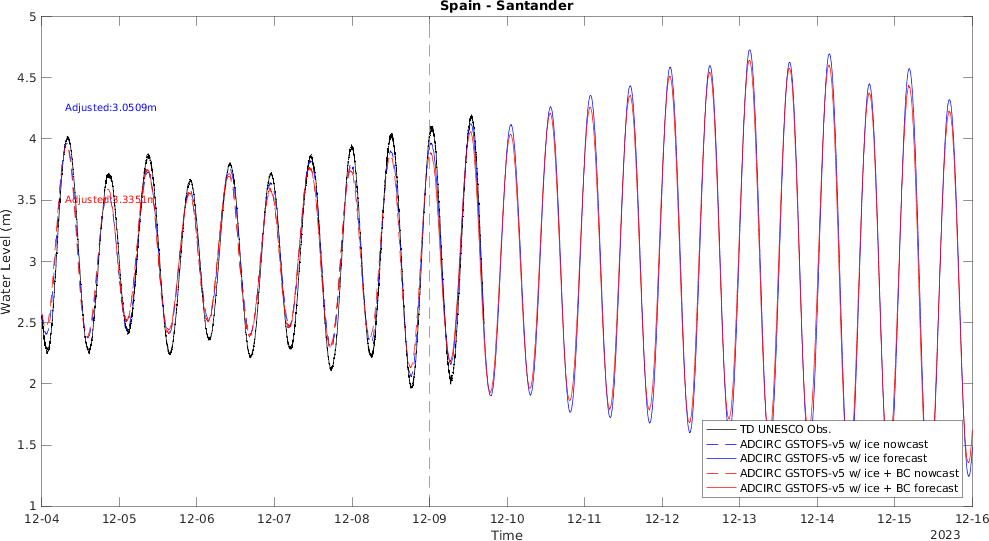 Spain - Santander
5
4.5
4
3.5
3
2.5
2
1.5
1
Water Level (m)
Adjusted:3.0509m
Adjusted:3.3351m
TD UNESCO Obs.
ADCIRC GSTOFS-v5 w/ ice nowcast
ADCIRC GSTOFS-v5 w/ ice forecast
ADCIRC GSTOFS-v5 w/ ice + BC nowcast
ADCIRC GSTOFS-v5 w/ ice + BC forecast
12-04 12-05 12-06 12-07 12-08 12-09 12-10 12-11 12-12 12-13 12-14 12-15 12-16
Time
2023